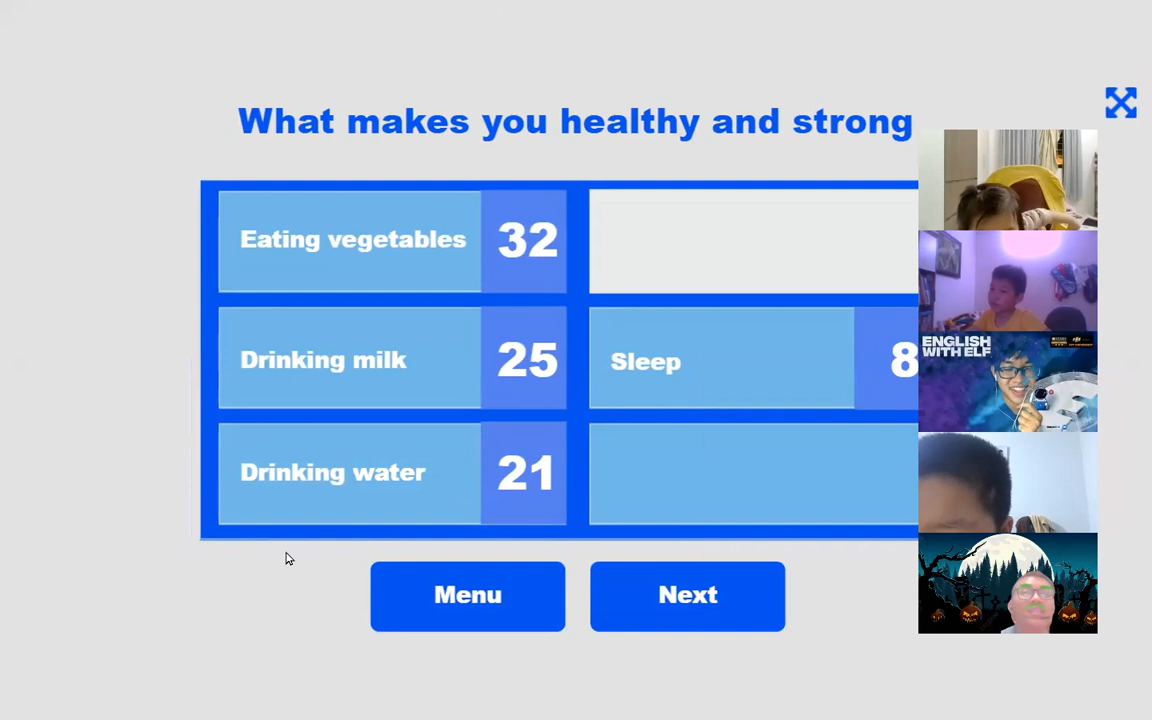 What makes you healthy and strong
Eating vegetables 32
Drinking milk 25
Sleep 8
Drinking water 21
Menu
Next
ENGLISH
WITH ELF